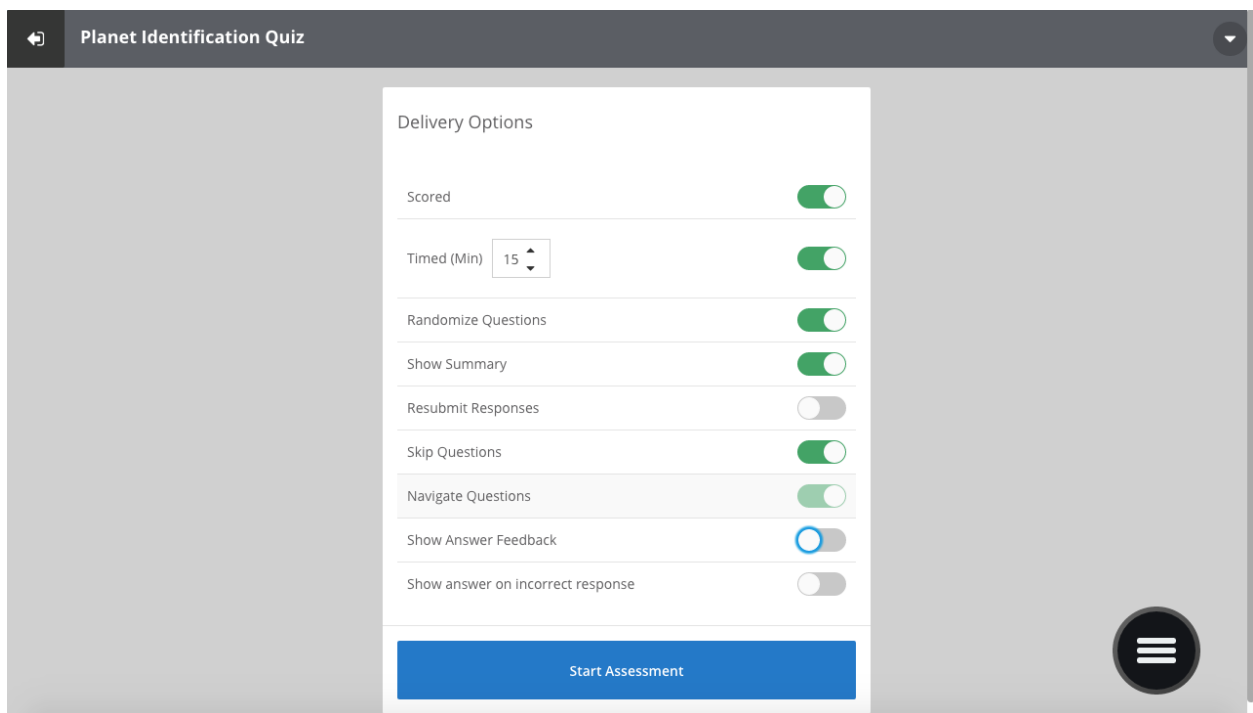 Planet Identification Quiz
Delivery Options
Scored
Timed (Min) 15
Randomize Questions
Show Summary
Resubmit Responses
Skip Questions
Navigate Questions
Show Answer Feedback
Show answer on incorrect response
Start Assessment